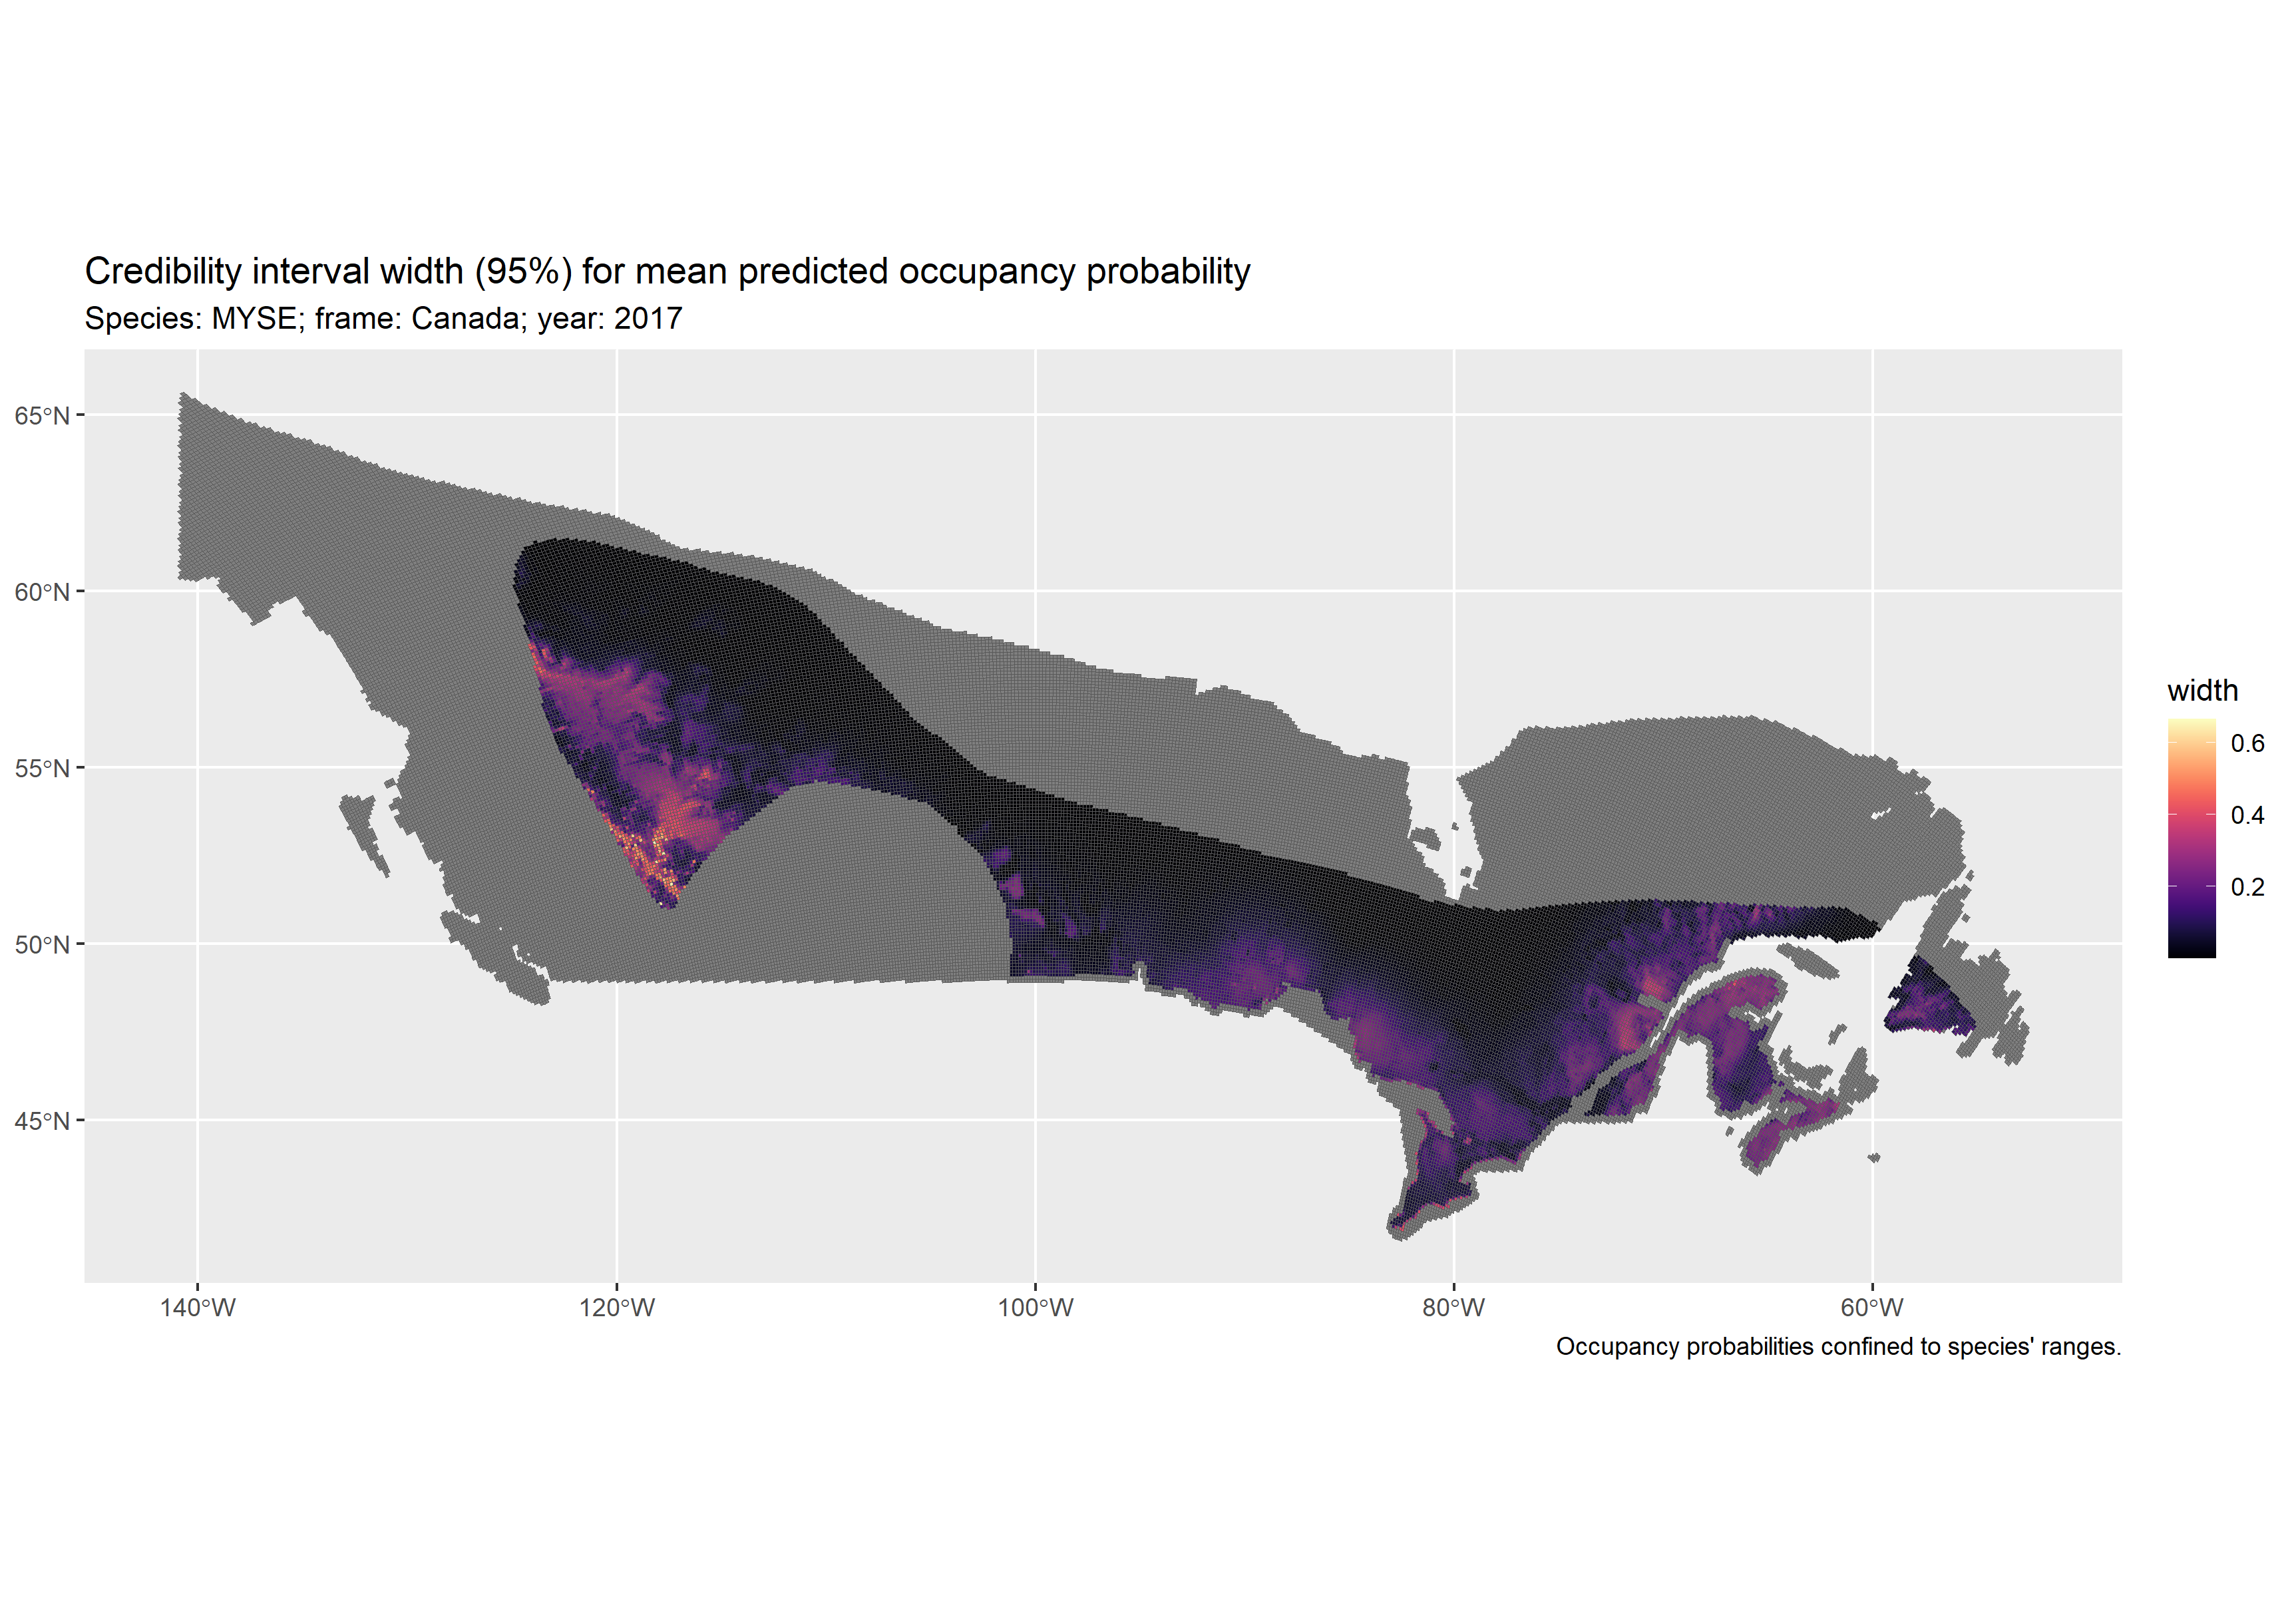 Credibility interval width (95%) for mean predicted occupancy probability
Species: MYSE; frame: Canada; year: 2017
65°N
60°N
55°N
50°N
45°N
140°W
120°W
100°W
80°W
60°W
width
0.6
0.4
0.2
Occupancy probabilities confined to species' ranges.